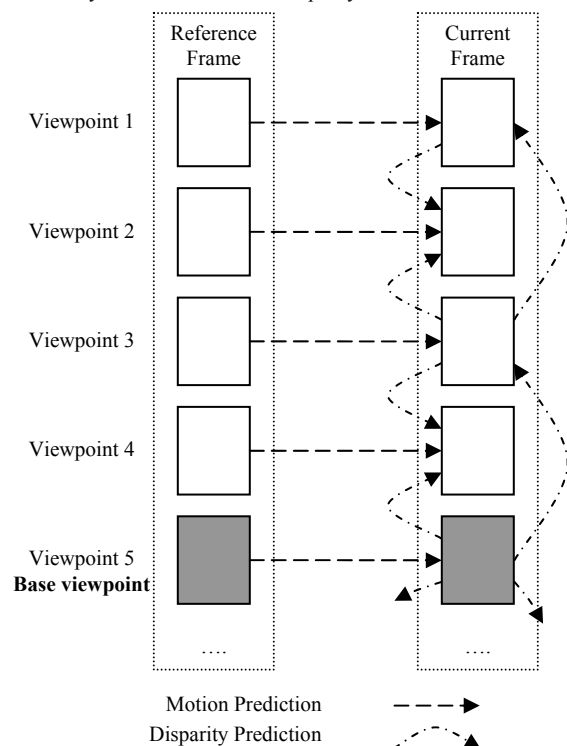 Reference
Frame
Current
Frame
Viewpoint 1
Viewpoint 2
Viewpoint 3
Viewpoint 4
Viewpoint 5
Base viewpoint
....
....
Motion Prediction
Disparity Prediction